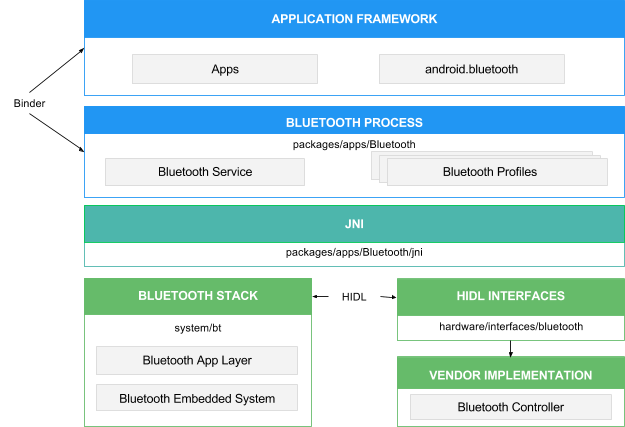 APPLICATION FRAMEWORK
Apps
android.bluetooth
Binder
BLUETOOTH PROCESS
packages/apps/Bluetooth
Bluetooth Service
Bluetooth Profiles
JNI
packages/apps/Bluetooth/jni
BLUETOOTH STACK
HIDL
HIDL INTERFACES
system/bt
hardware/interfaces/bluetooth
Bluetooth App Layer
Bluetooth Embedded System
VENDOR IMPLEMENTATION
Bluetooth Controller